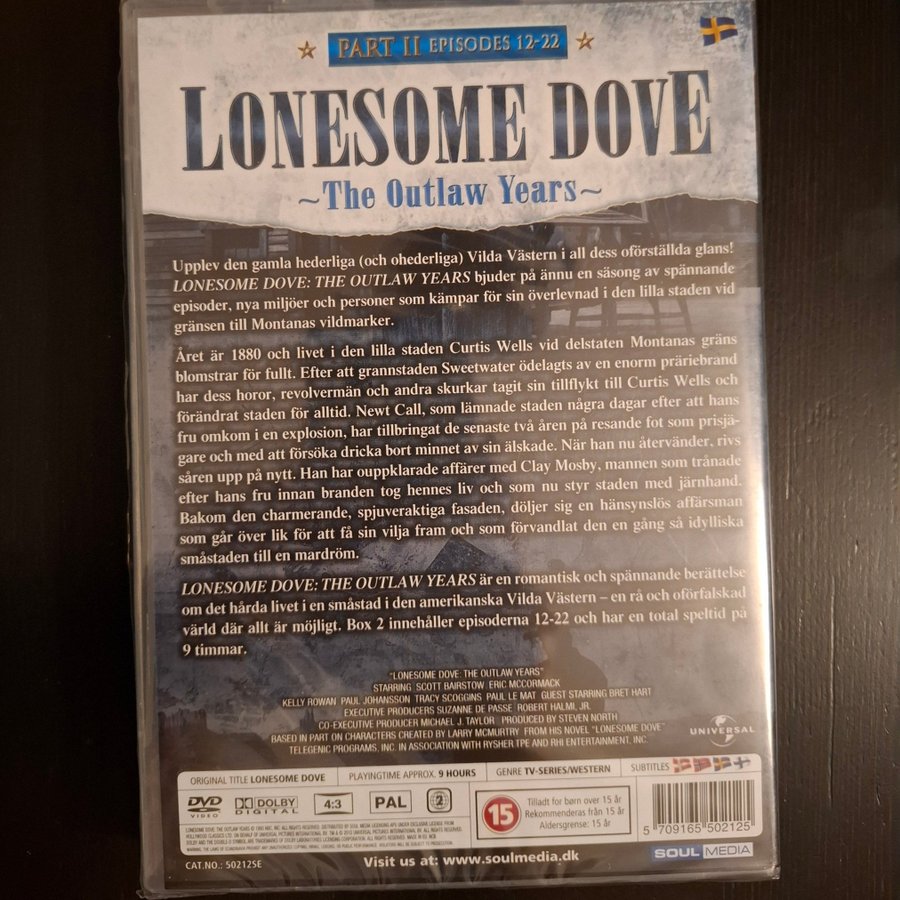 PART II EPISODES 12-22
LONESOME DOVE
~The Outlaw Years~
Upplev den gamla hederliga (och ohederliga) Vilda Västern i all dess oförställda glans!
LONESOME DOVE: THE OUTLAW YEARS bjuder på ännu en säsong av spännande
episoder, nya miljöer och personer som kämpar för sin överlevnad i den lilla staden vid
gränsen till Montanas vildmarker.
Året är 1880 och livet i den lilla staden Curtis Wells vid delstaten Montanas gräns
blomstrar för fullt. Efter att grannstaden Sweetwater ödelagts av en enorm präriebrand
har dess horor, revolvermän och andra skurkar tagit sin tillflykt till Curtis Wells och
förändrat staden för alltid. Newt Call, som lämnade staden några dagar efter att hans
fru omkom i en explosion, har tillbringat de senaste två åren på resande fot som prisjä-
gare och med att försöka dricka bort minnet av sin älskade. När han nu återvänder, rivs
såren upp på nytt. Han har ouppklarade affärer med Clay Mosby, mannen som trånade
efter hans fru innan branden tog hennes liv och som nu styr staden med järnhand.
Bakom den charmerande, spjuveraktiga fasaden, döljer sig en hänsynslös affärsman
som går över lik för att få sin vilja fram och som förvandlat den en gång så idylliska
småstaden till en mardröm.
LONESOME DOVE: THE OUTLAW YEARS är en romantisk och spännande berättelse
om det hårda livet i en småstad i den amerikanska Vilda Västern – en rå och oförfalskad
värld där allt är möjligt. Box 2 innehåller episoderna 12-22 och har en total speltid på
9 timmar.
"LONESOME DOVE: THE OUTLAW YEARS"
STARRING SCOTT BAIRSTOW ERIC MCCORMACK
KELLY ROWAN PAUL JOHANSSON TRACY SCOGGINS PAUL LE MAT GUEST STARRING BRET HART
EXECUTIVE PRODUCERS SUZANNE DE PASSE ROBERT HALMI, JR.
CO-EXECUTIVE PRODUCER MICHAEL J. TAYLOR PRODUCED BY STEVEN NORTH
BASED IN PART ON CHARACTERS CREATED BY LARRY MCMURTRY FROM HIS NOVEL "LONESOME DOVE"
TELEGENIC PROGRAMS, INC. IN ASSOCIATION WITH RYSHER TPE AND RHI ENTERTAINMENT, INC.
UNIVERSAL
ORIGINAL TITLE LONESOME DOVE PLAYINGTIME APPROX. 9 HOURS GENRE TV-SERIES/WESTERN SUBTITLES
DVD VIDEO
DOLBY DIGITAL
4:3
PAL
2
15
Tilladt for børn over 15 år
Rekommenderas från 15 år
Aldersgrense: 15 år
5 709165 502125
SOUL MEDIA
CAT.NO.: 50212SE
Visit us at: www.soulmedia.dk